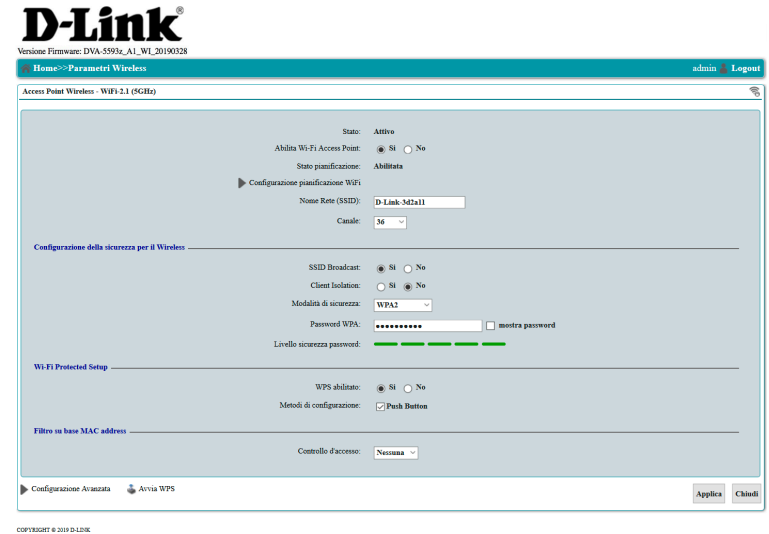 D-Link®
Versione Firmware: DVA-5593z_A1_WI_20190328
Home>>Parametri Wireless admin Logout
Access Point Wireless - WiFi-2.1 (5GHz)
Stato: Attivo
Abilita Wi-Fi Access Point: Si No
Stato pianificazione: Abilitata
Configurazione pianificazione WiFi
Nome Rete (SSID): D-Link-3d2a11
Canale: 36
Configurazione della sicurezza per il Wireless
SSID Broadcast: Si No
Client Isolation: Si No
Modalità di sicurezza: WPA2
Password WPA: ●●●●●●●●●● mostra password
Livello sicurezza password:
Wi-Fi Protected Setup
WPS abilitato: Si No
Metodi di configurazione: Push Button
Filtro su base MAC address
Controllo d'accesso: Nessuna
Configurazione Avanzata Avvia WPS Applica Chiudi
COPYRIGHT © 2019 D-LINK